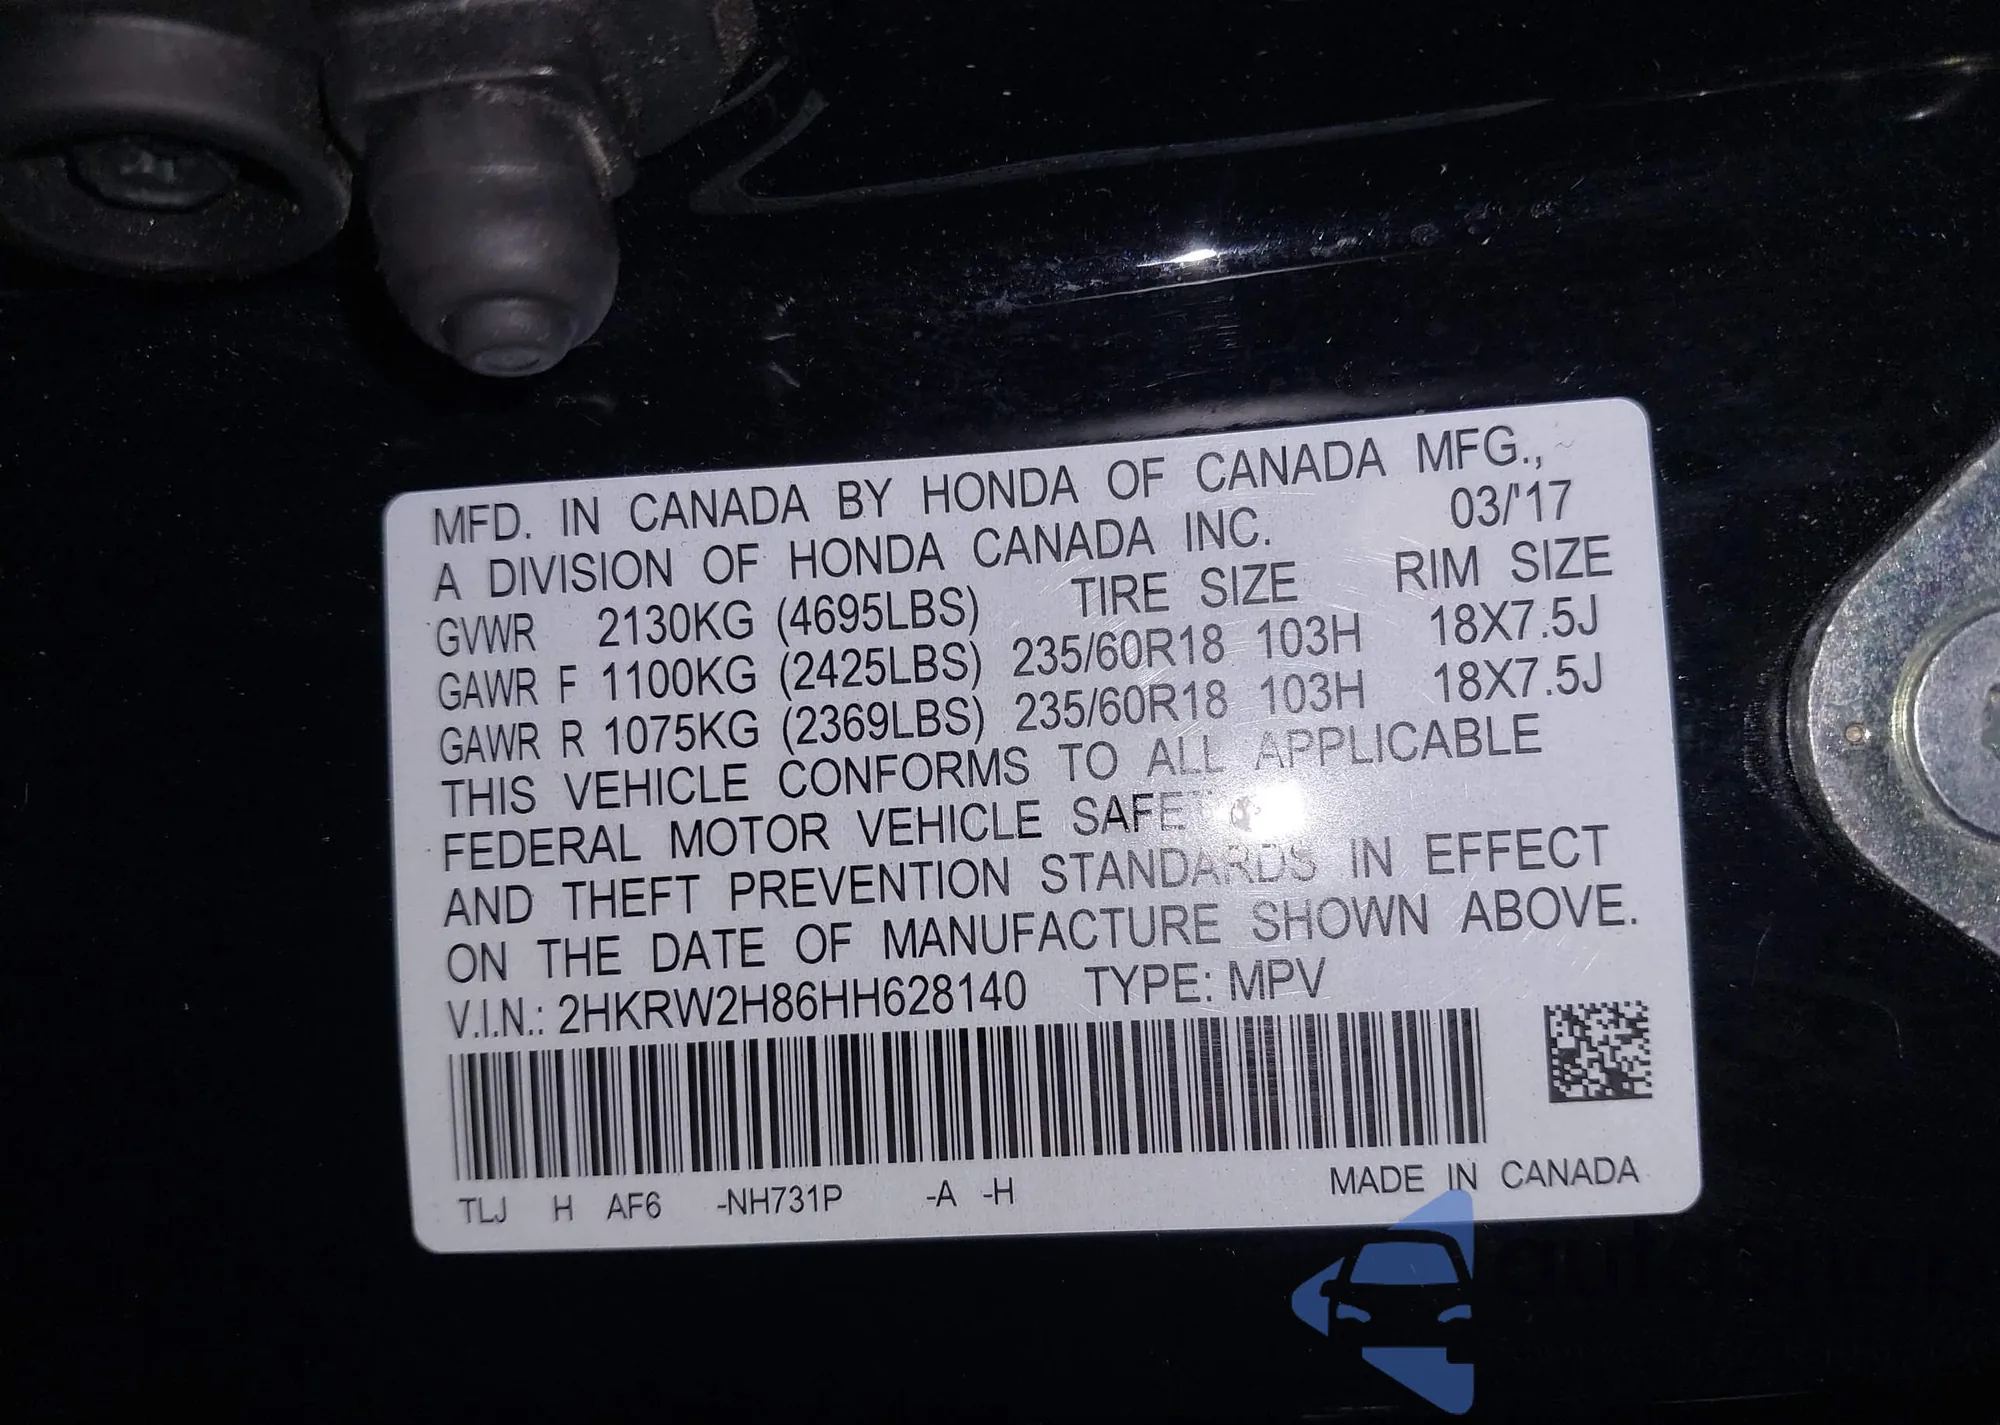 MFD. IN CANADA BY HONDA OF CANADA MFG.,
A DIVISION OF HONDA CANADA INC. 03/'17
GVWR 2130KG (4695LBS) TIRE SIZE RIM SIZE
GAWR F 1100KG (2425LBS) 235/60R18 103H 18X7.5J
GAWR R 1075KG (2369LBS) 235/60R18 103H 18X7.5J
THIS VEHICLE CONFORMS TO ALL APPLICABLE
FEDERAL MOTOR VEHICLE
AND THEFT PREVENTION STANDARDS IN EFFECT
ON THE DATE OF MANUFACTURE SHOWN ABOVE.
V.I.N.: 2HKRW2H86HH628140 TYPE: MPV
TLJ H AF6 -NH731P -A -H MADE IN CANADA